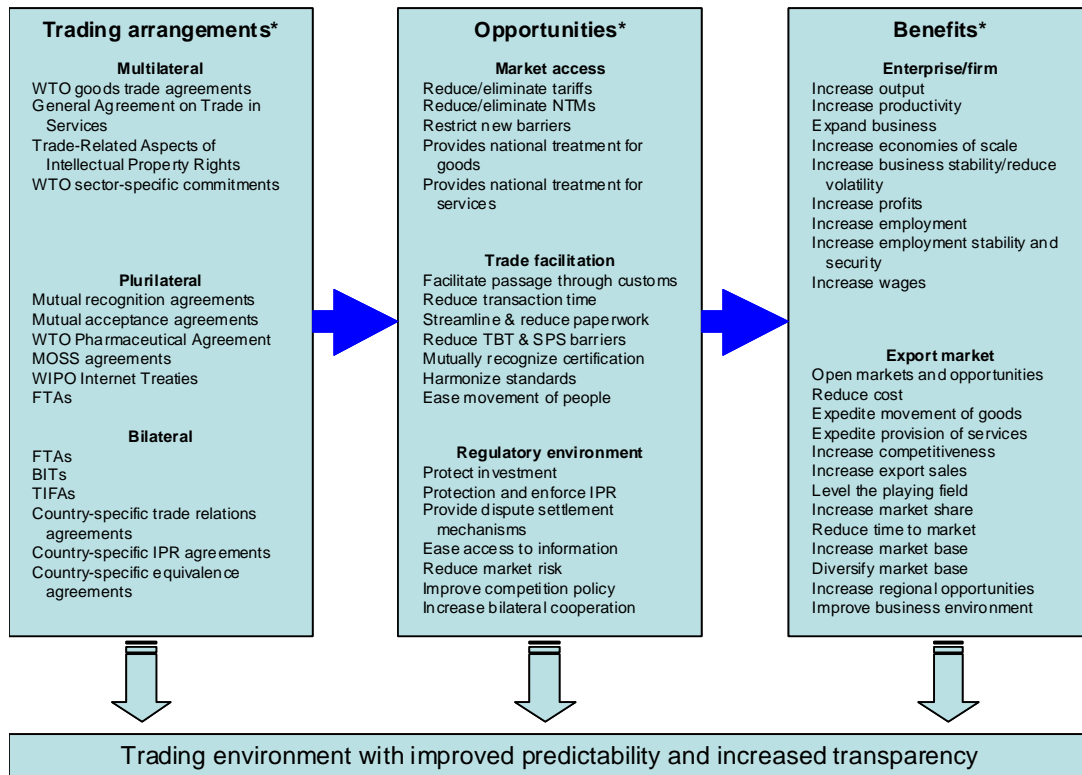 Trading arrangements*
Multilateral
WTO goods trade agreements
General Agreement on Trade in
Services
Trade-Related Aspects of
Intellectual Property Rights
WTO sector-specific commitments
Plurilateral
Mutual recognition agreements
Mutual acceptance agreements
WTO Pharmaceutical Agreement
MOSS agreements
WIPO Internet Treaties
FTAs
Bilateral
FTAs
BITs
TIFAs
Country-specific trade relations
agreements
Country-specific IPR agreements
Country-specific equivalence
agreements
Opportunities*
Market access
Reduce/eliminate tariffs
Reduce/eliminate NTMs
Restrict new barriers
Provides national treatment for
goods
Provides national treatment for
services
Trade facilitation
Facilitate passage through customs
Reduce transaction time
Streamline & reduce paperwork
Reduce TBT & SPS barriers
Mutually recognize certification
Harmonize standards
Ease movement of people
Regulatory environment
Protect investment
Protection and enforce IPR
Provide dispute settlement
mechanisms
Ease access to information
Reduce market risk
Improve competition policy
Increase bilateral cooperation
Benefits*
Enterprise/firm
Increase output
Increase productivity
Expand business
Increase economies of scale
Increase business stability/reduce
volatility
Increase profits
Increase employment
Increase employment stability and
security
Increase wages
Export market
Open markets and opportunities
Reduce cost
Expedite movement of goods
Expedite provision of services
Increase competitiveness
Increase export sales
Level the playing field
Increase market share
Reduce time to market
Increase market base
Diversify market base
Increase regional opportunities
Improve business environment
Trading environment with improved predictability and increased transparency